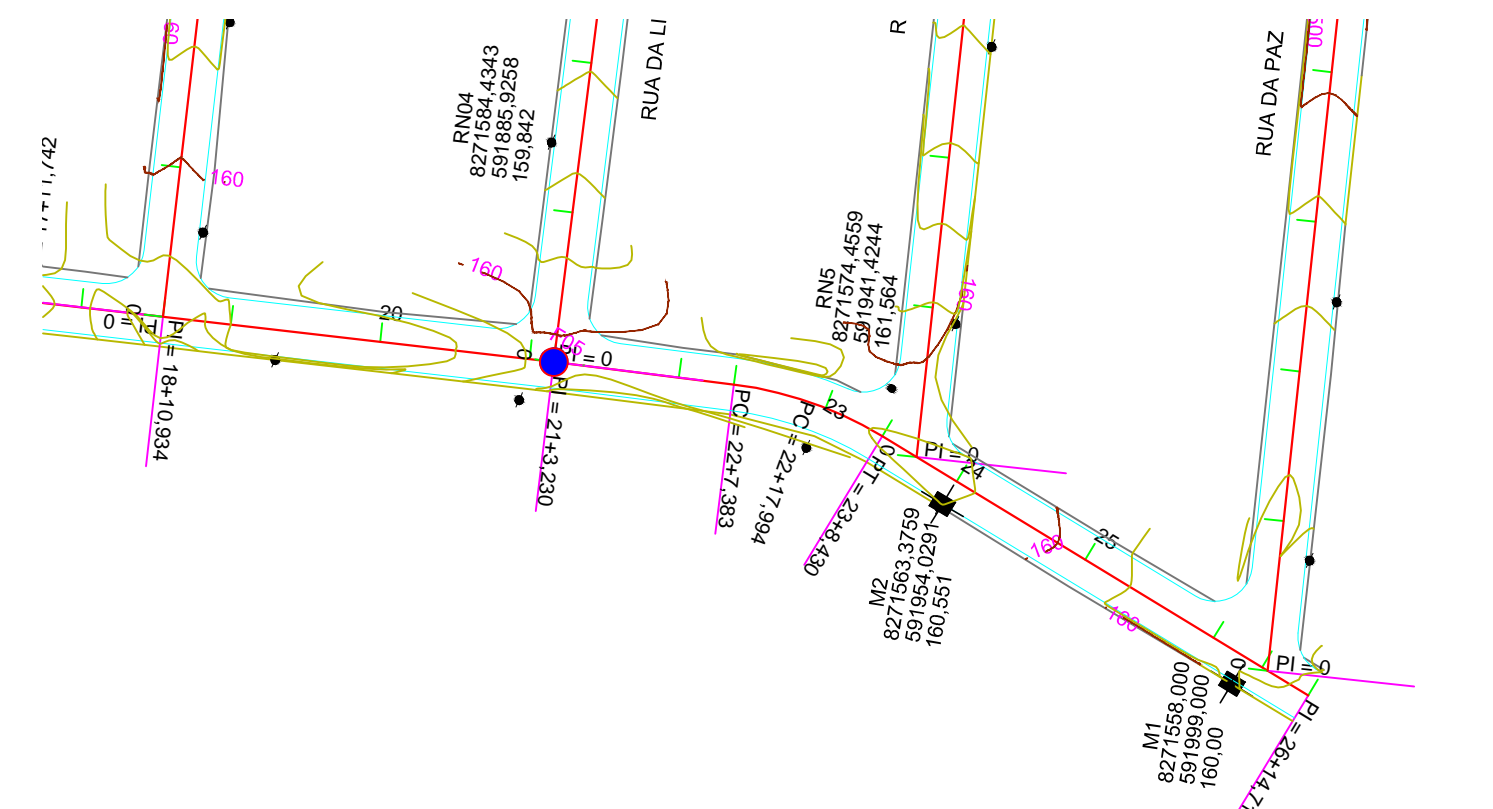 RUA DA LI
R
RUA DA PAZ
RN04
8271584,4343
591885,9258
159,842
160
160
RN5
8271574,4559
591941,4244
161,564
160
20
0
PI = 0
PI = 18+10,934
0
PI = 21+3,230
PC = 22+7,383
PC = 22+17,994
23
PT = 23+8,430
0
PI = 0
24
M2
8271563,3759
591954,0291
160,551
160
25
160
0
PI = 0
M1
8271558,000
591999,000
160,00